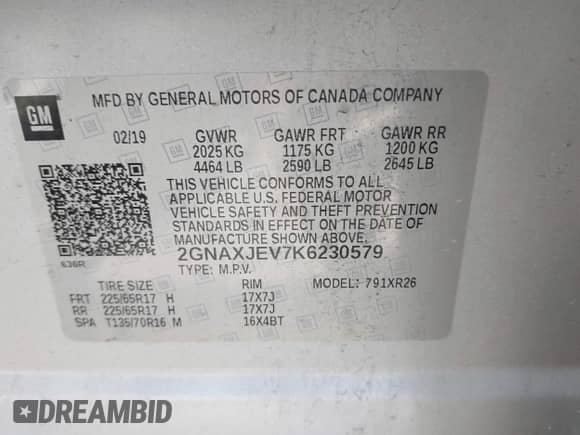 GM
MFD BY GENERAL MOTORS OF CANADA COMPANY
02/19 GVWR GAWR FRT GAWR RR
2025 KG 1175 KG 1200 KG
4464 LB 2590 LB 2645 LB
THIS VEHICLE CONFORMS TO ALL
APPLICABLE U.S. FEDERAL MOTOR
VEHICLE SAFETY AND THEFT PREVENTION
STANDARDS IN EFFECT ON THE DATE OF
MANUFACTURE SHOWN ABOVE.
636R
2GNAXJEV7K6230579
TYPE: M.P.V.
TIRE SIZE RIM MODEL: 791XR26
FRT 225/65R17 H 17X7J
RR 225/65R17 H 17X7J
SPA T135/70R16 M 16X4BT
DREAMBID